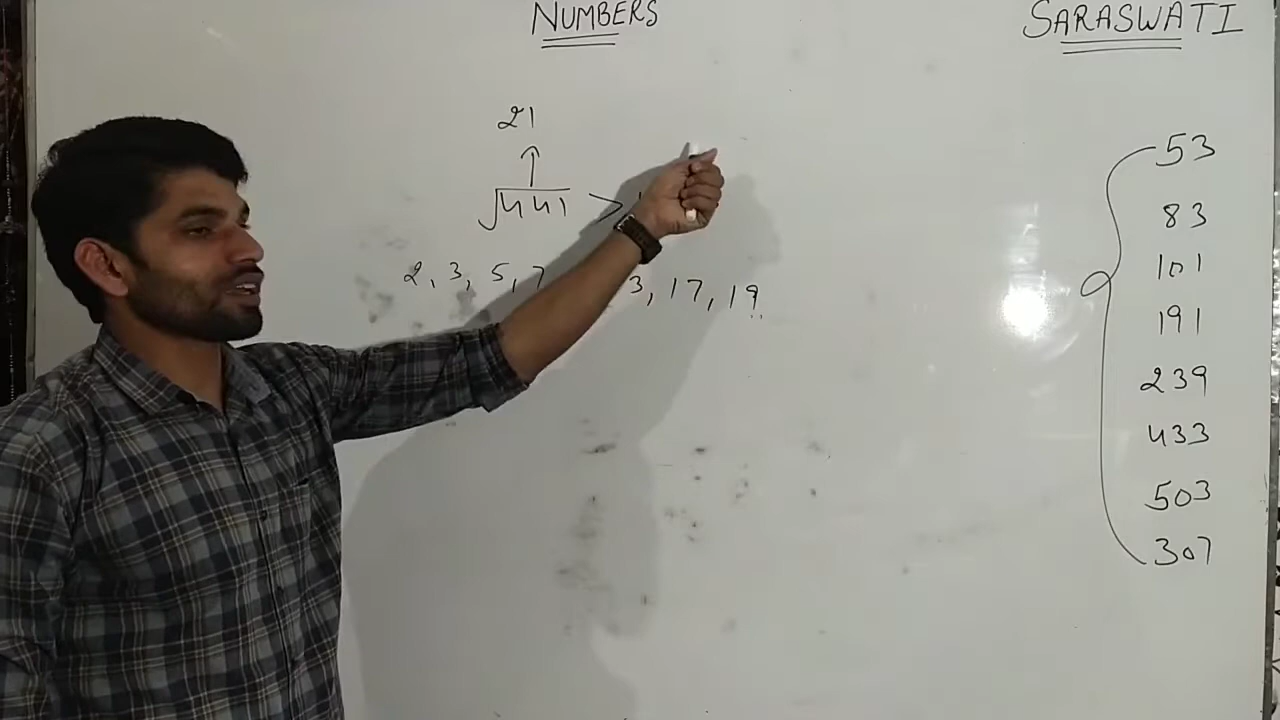 NUMBERS
SARASWATI
21
√441 >
2, 3, 5, 7
3, 17, 19
53
83
101
191
239
433
503
307